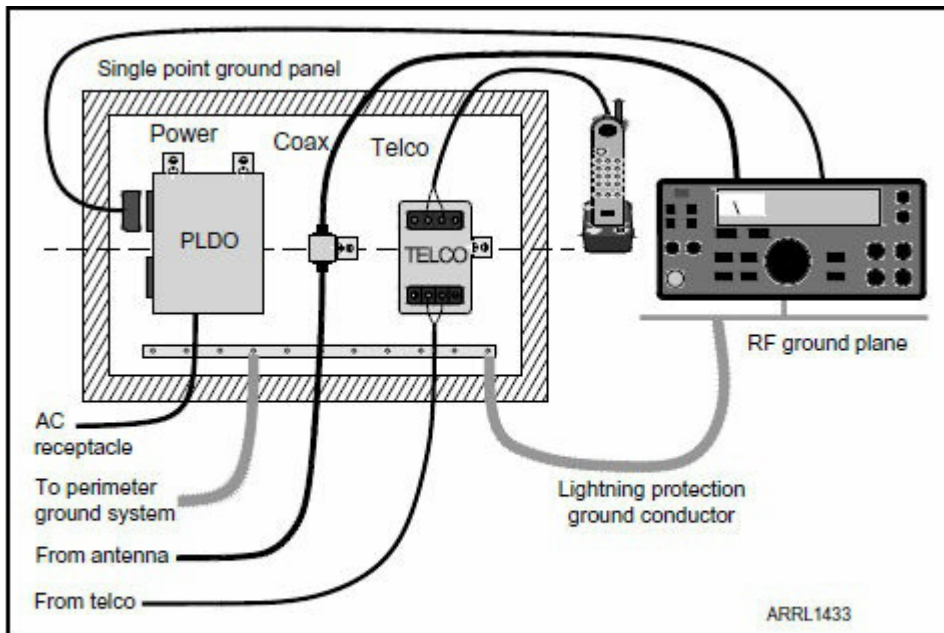 Single point ground panel
Power
Coax
Telco
PLDO
TELCO
RF ground plane
AC
receptacle
To perimeter
ground system
Lightning protection
ground conductor
From antenna
From telco
ARRL1433